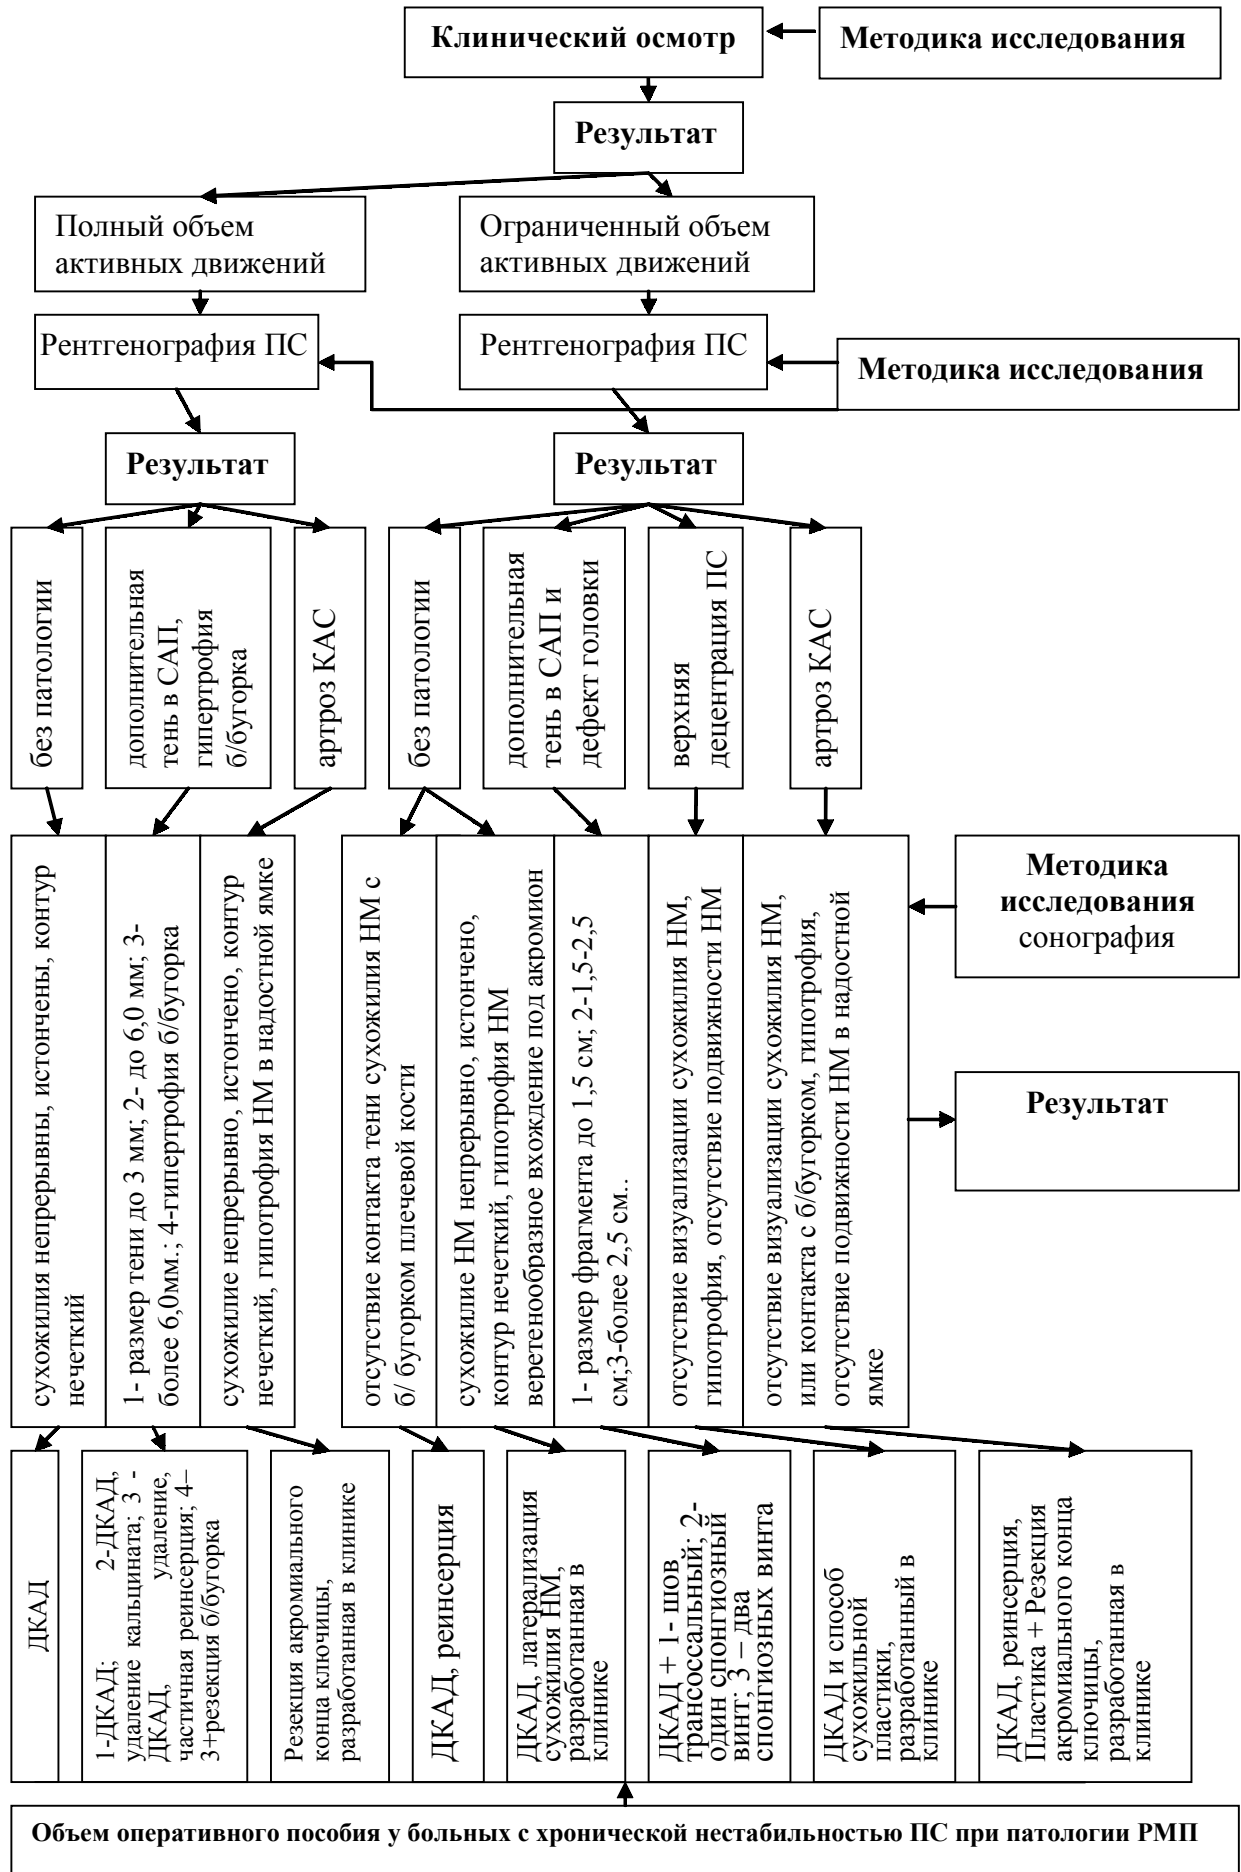 Клинический осмотр
Методика исследования
Результат
Полный объем
активных движений
Ограниченный объем
активных движений
Рентгенография ПС
Рентгенография ПС
Методика исследования
Результат
Результат
без патологии
дополнительная
тень в САП,
гипертрофия
б/бугорка
артроз КАС
без патологии
дополнительная
тень в САП и
дефект головки
верхняя
децентрация ПС
артроз КАС
сухожилия непрерывны, истончены, контур
нечеткий
1- размер тени до 3 мм; 2- до 6,0 мм; 3-
более 6,0мм.; 4-гипертрофия б/бугорка
сухожилие непрерывно, истончено, контур
нечеткий, гипотрофия НМ в надостной ямке
отсутствие контакта тени сухожилия НМ с
б/ бугорком плечевой кости
сухожилие НМ непрерывно, истончено,
контур нечеткий, гипотрофия НМ
веретенообразное вхождение под акромион
1- размер фрагмента до 1,5 см; 2-1,5-2,5
см;3-более 2,5 см..
отсутствие визуализации сухожилия НМ,
гипотрофия, отсутствие подвижности НМ
отсутствие визуализации сухожилия НМ,
или контакта с б/бугорком, гипотрофия,
отсутствие подвижности НМ в надостной
ямке
Методика
исследования
сонография
Результат
ДКАД
1-ДКАД; 2-ДКАД,
удаление кальцината; 3 -
ДКАД, удаление,
частичная реинсерция; 4–
3+резекция б/бугорка
Резекция акромиального
конца ключицы,
разработанная в клинике
ДКАД, реинсерция
ДКАД, латерализация
сухожилия НМ,
разработанная в
клинике
ДКАД + 1- шов
трансоссальный; 2-
один спонгиозный
винт; 3 – два
спонгиозных винта
ДКАД и способ
сухожильной
пластики,
разработанный в
клинике
ДКАД, реинсерция,
Пластика + Резекция
акромиального конца
ключицы,
разработанная в
клинике
Объем оперативного пособия у больных с хронической нестабильностью ПС при патологии РМП